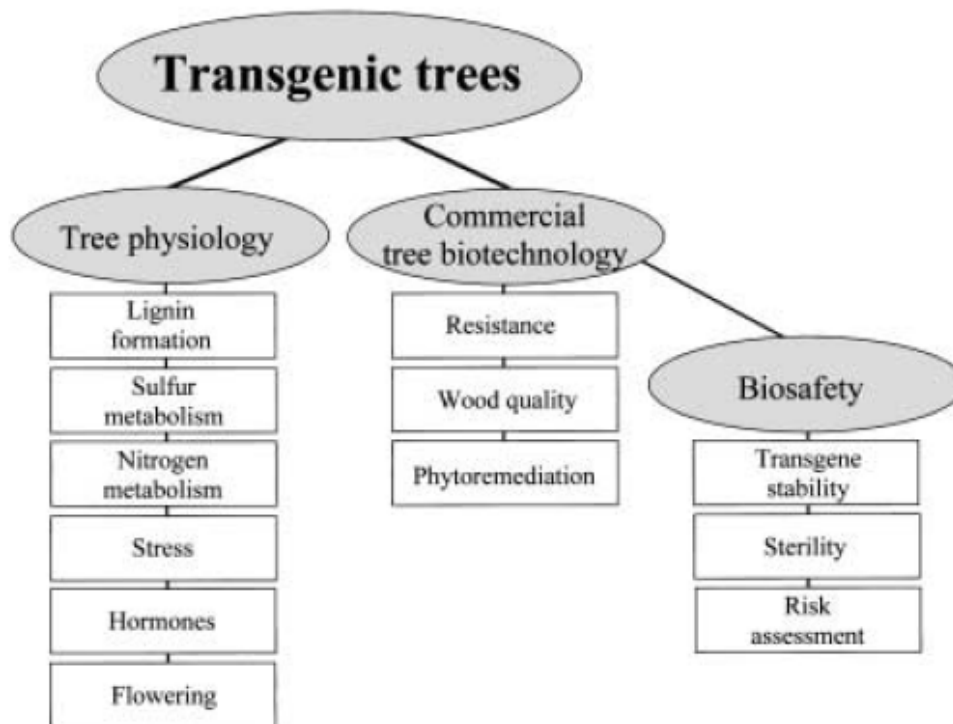 Transgenic trees
Tree physiology
Commercial
tree biotechnology
Biosafety
Lignin
formation
Sulfur
metabolism
Nitrogen
metabolism
Stress
Hormones
Flowering
Resistance
Wood quality
Phytoremediation
Transgene
stability
Sterility
Risk
assessment